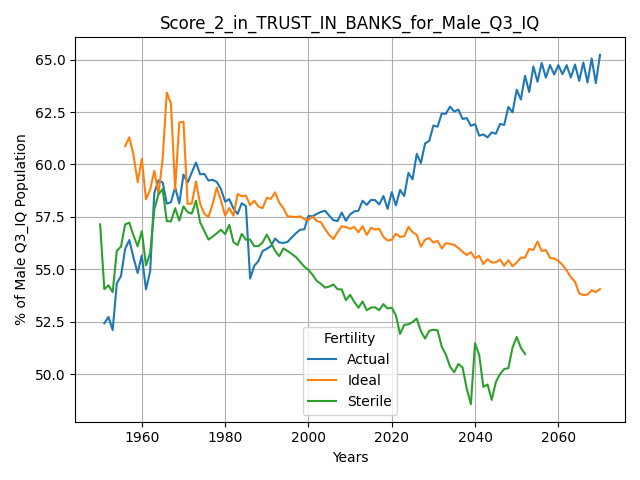 Score_2_in_TRUST_IN_BANKS_for_Male_Q3_IQ
% of Male Q3_IQ Population
65.0
62.5
60.0
57.5
55.0
52.5
50.0
Fertility
Actual
Ideal
Sterile
1960
1980
2000
2020
2040
2060
Years